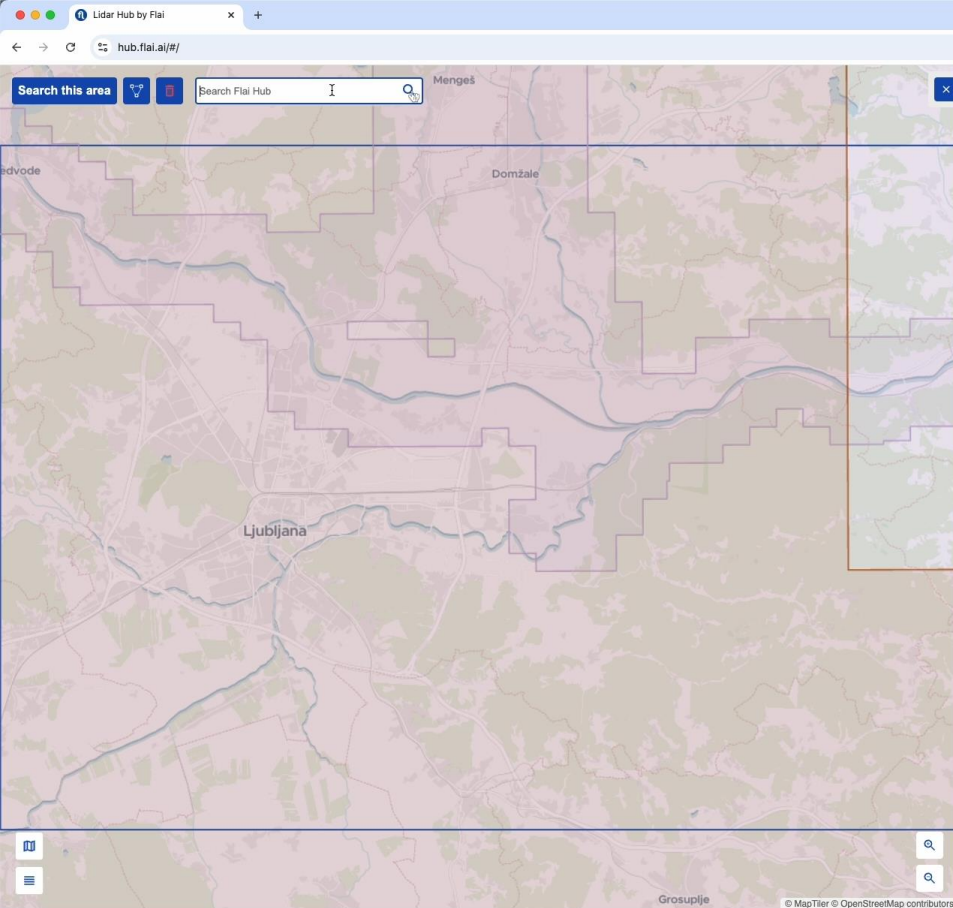 Lidar Hub by Flai
hub.flai.ai/#/
Search this area
Search Flai Hub
Mengeš
edvode
Domžale
Ljubljana
Grosuplje
© MapTiler © OpenStreetMap contributors